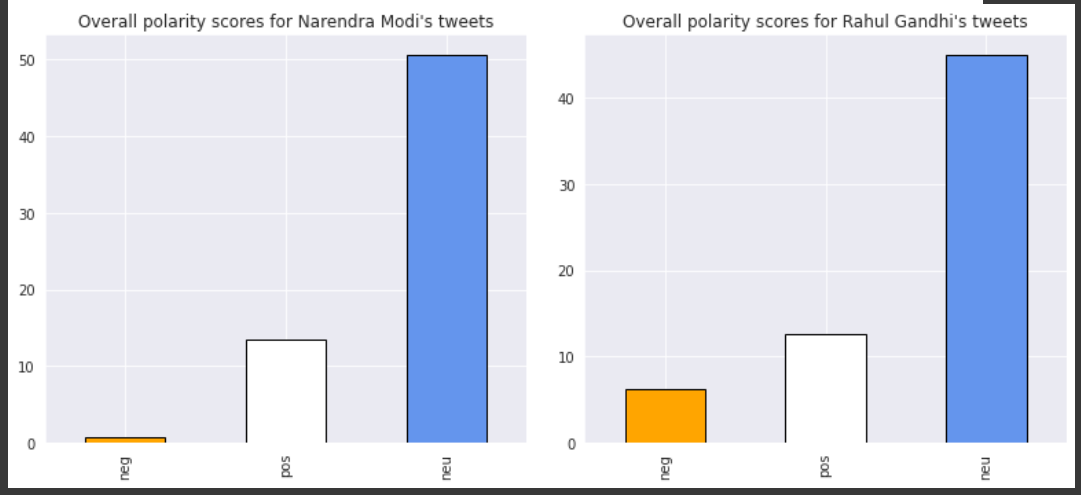 Overall polarity scores for Narendra Modi's tweets
50
40
30
20
10
0
neg
pos
neu
Overall polarity scores for Rahul Gandhi's tweets
40
30
20
10
0
neg
pos
neu